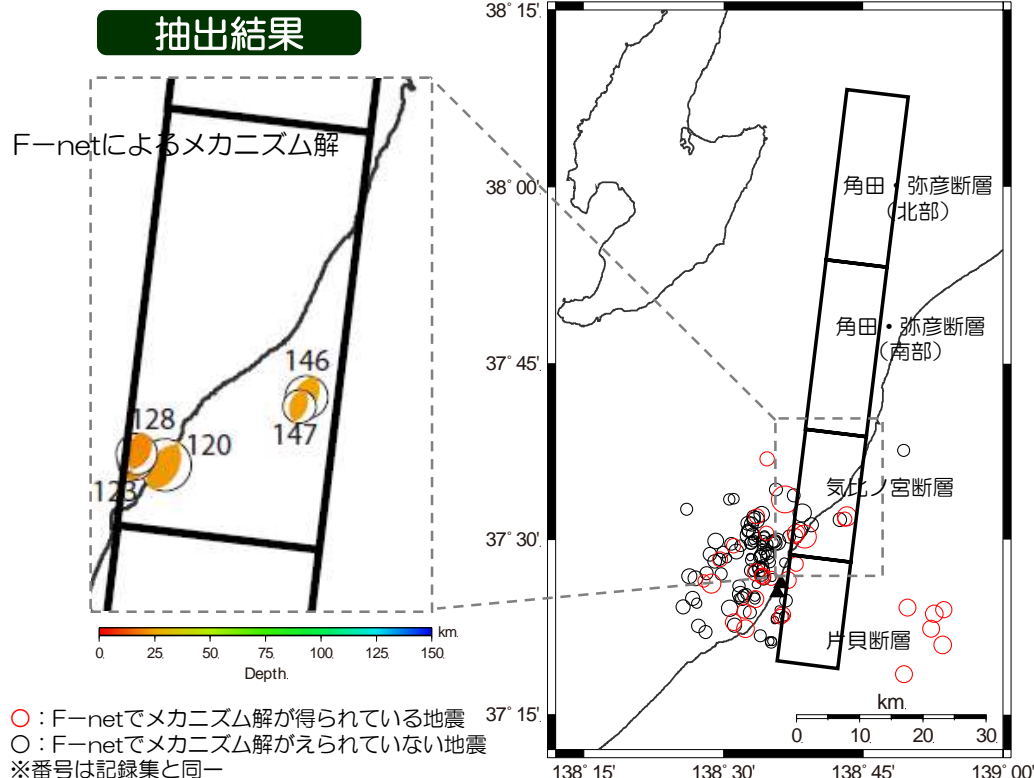 抽出結果
F-netによるメカニズム解
146
147
128
120
123
0. 25. 50. 75. 100. 125. 150. km.
Depth.
○：F-netでメカニズム解が得られている地震
○：F-netでメカニズム解がえられていない地震
※番号は記録集と同一
38° 15'
38° 00'
37° 45'
37° 30'
37° 15'
角田・弥彦断層
（北部）
角田・弥彦断層
（南部）
気比ノ宮断層
片貝断層
km.
0. 10. 20. 30.
138° 15' 138° 30' 138° 45' 139° 00'